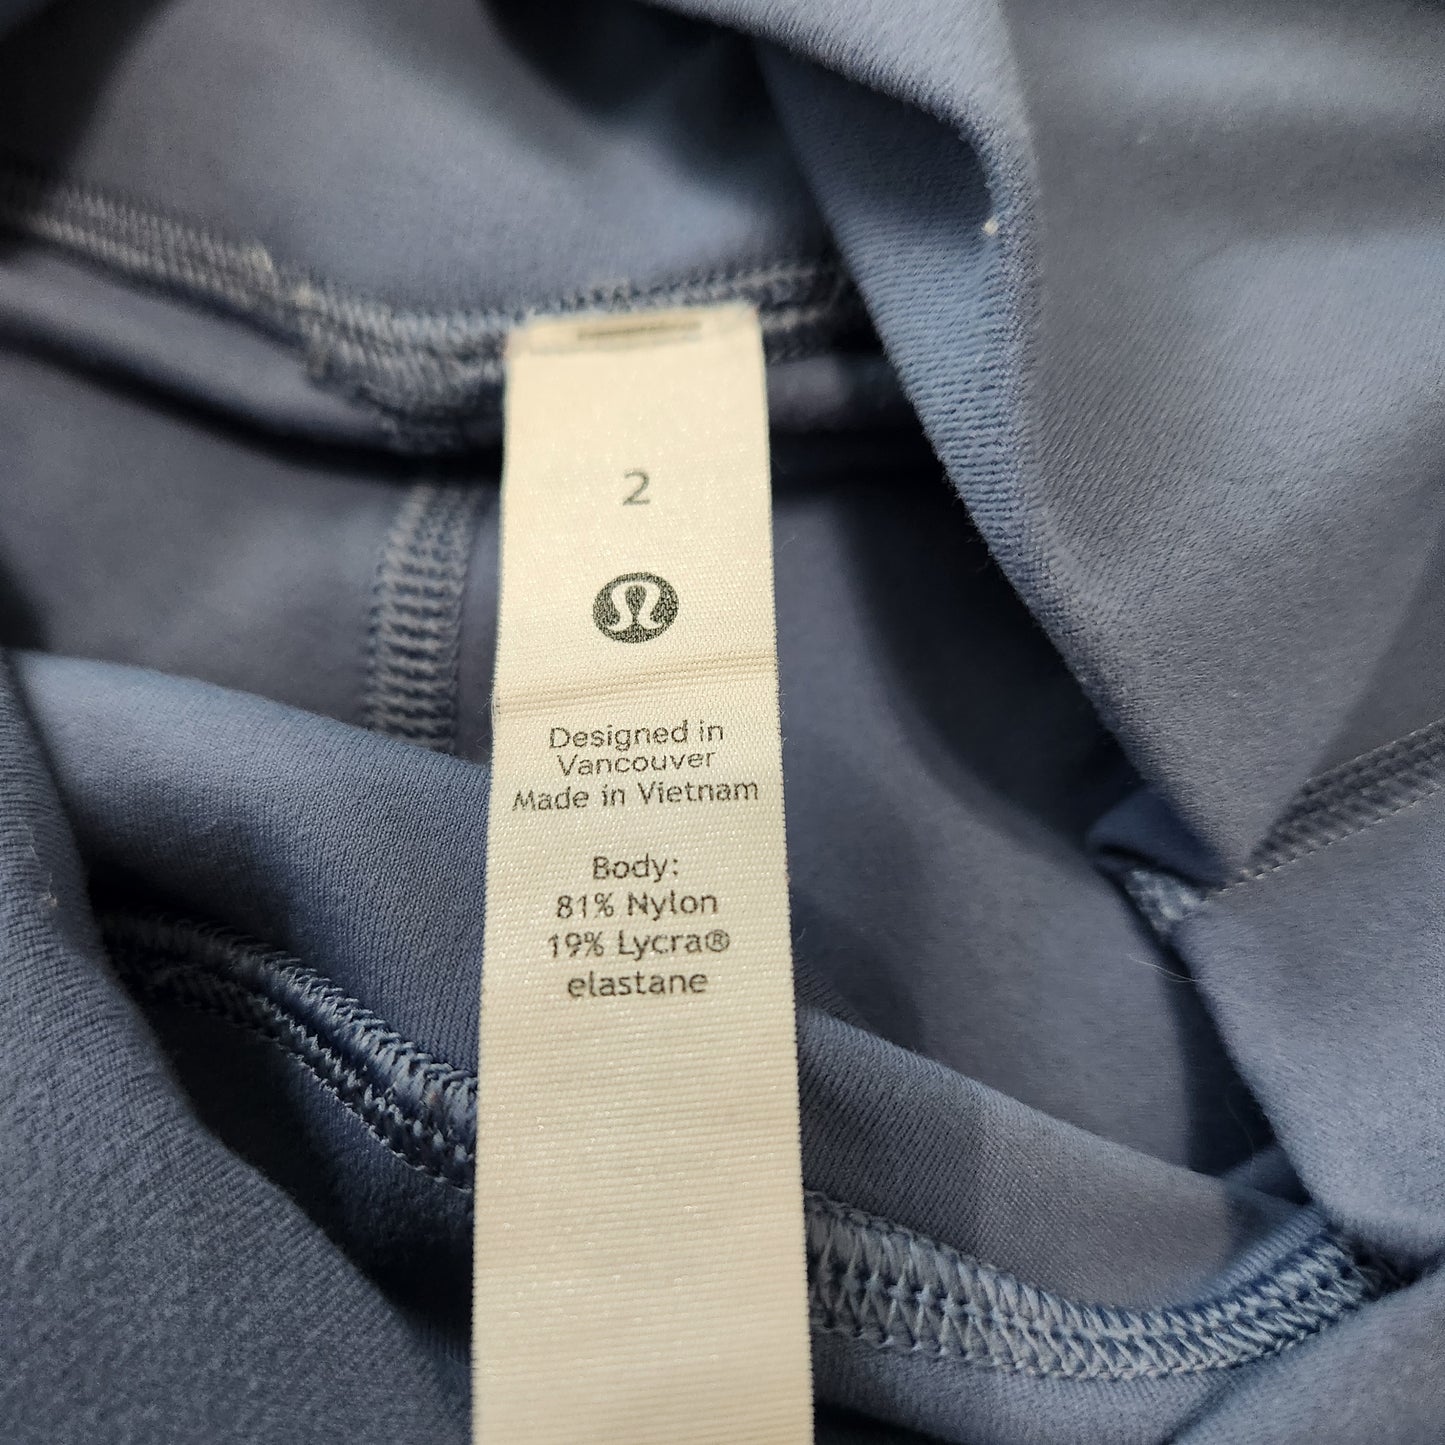 2
Designed in
Vancouver
Made in Vietnam
Body:
81% Nylon
19% Lycra®
elastane